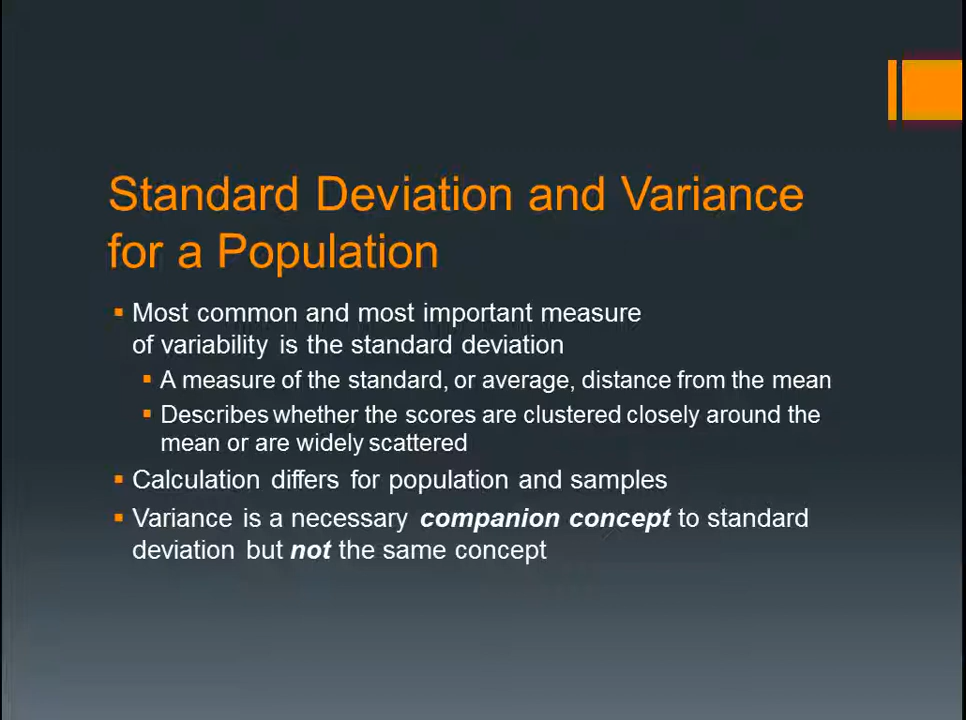 Standard Deviation and Variance
for a Population
Most common and most important measure
of variability is the standard deviation
A measure of the standard, or average, distance from the mean
Describes whether the scores are clustered closely around the
mean or are widely scattered
Calculation differs for population and samples
Variance is a necessary companion concept to standard
deviation but not the same concept